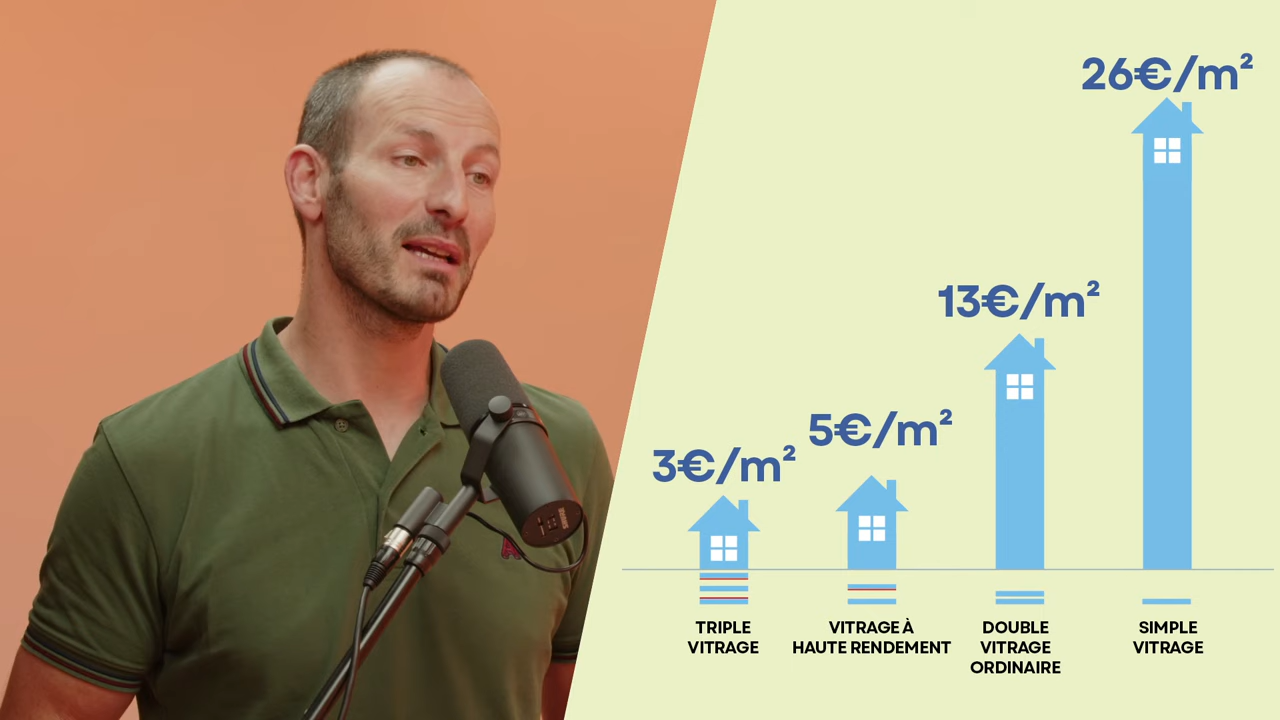 26€/m²
13€/m²
5€/m²
3€/m²
TRIPLE
VITRAGE
VITRAGE À
HAUTE RENDEMENT
DOUBLE
VITRAGE
ORDINAIRE
SIMPLE
VITRAGE